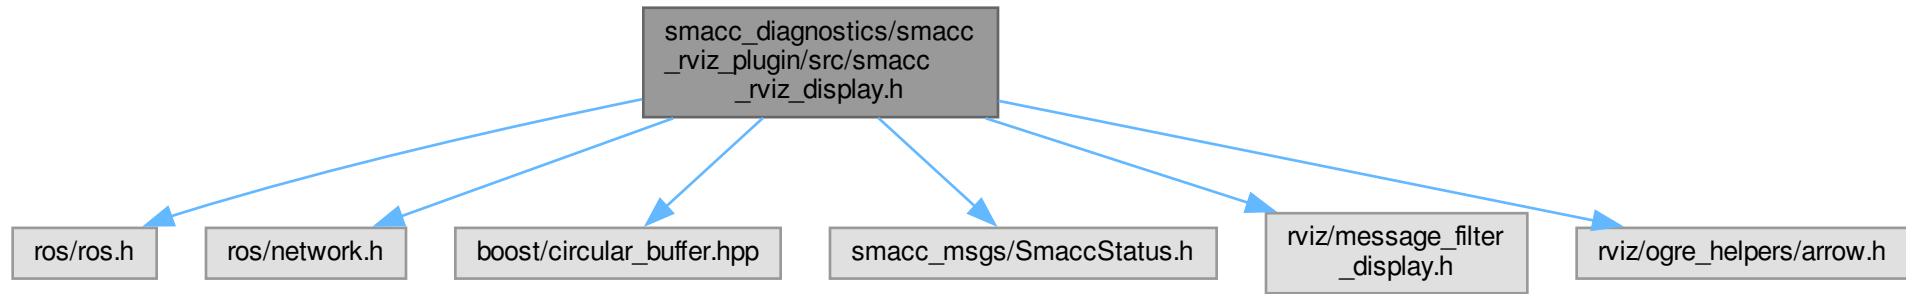 smacc_diagnostics/smacc
_rviz_plugin/src/smacc
_rviz_display.h
ros/ros.h
ros/network.h
boost/circular_buffer.hpp
smacc_msgs/SmaccStatus.h
rviz/message_filter
_display.h
rviz/ogre_helpers/arrow.h